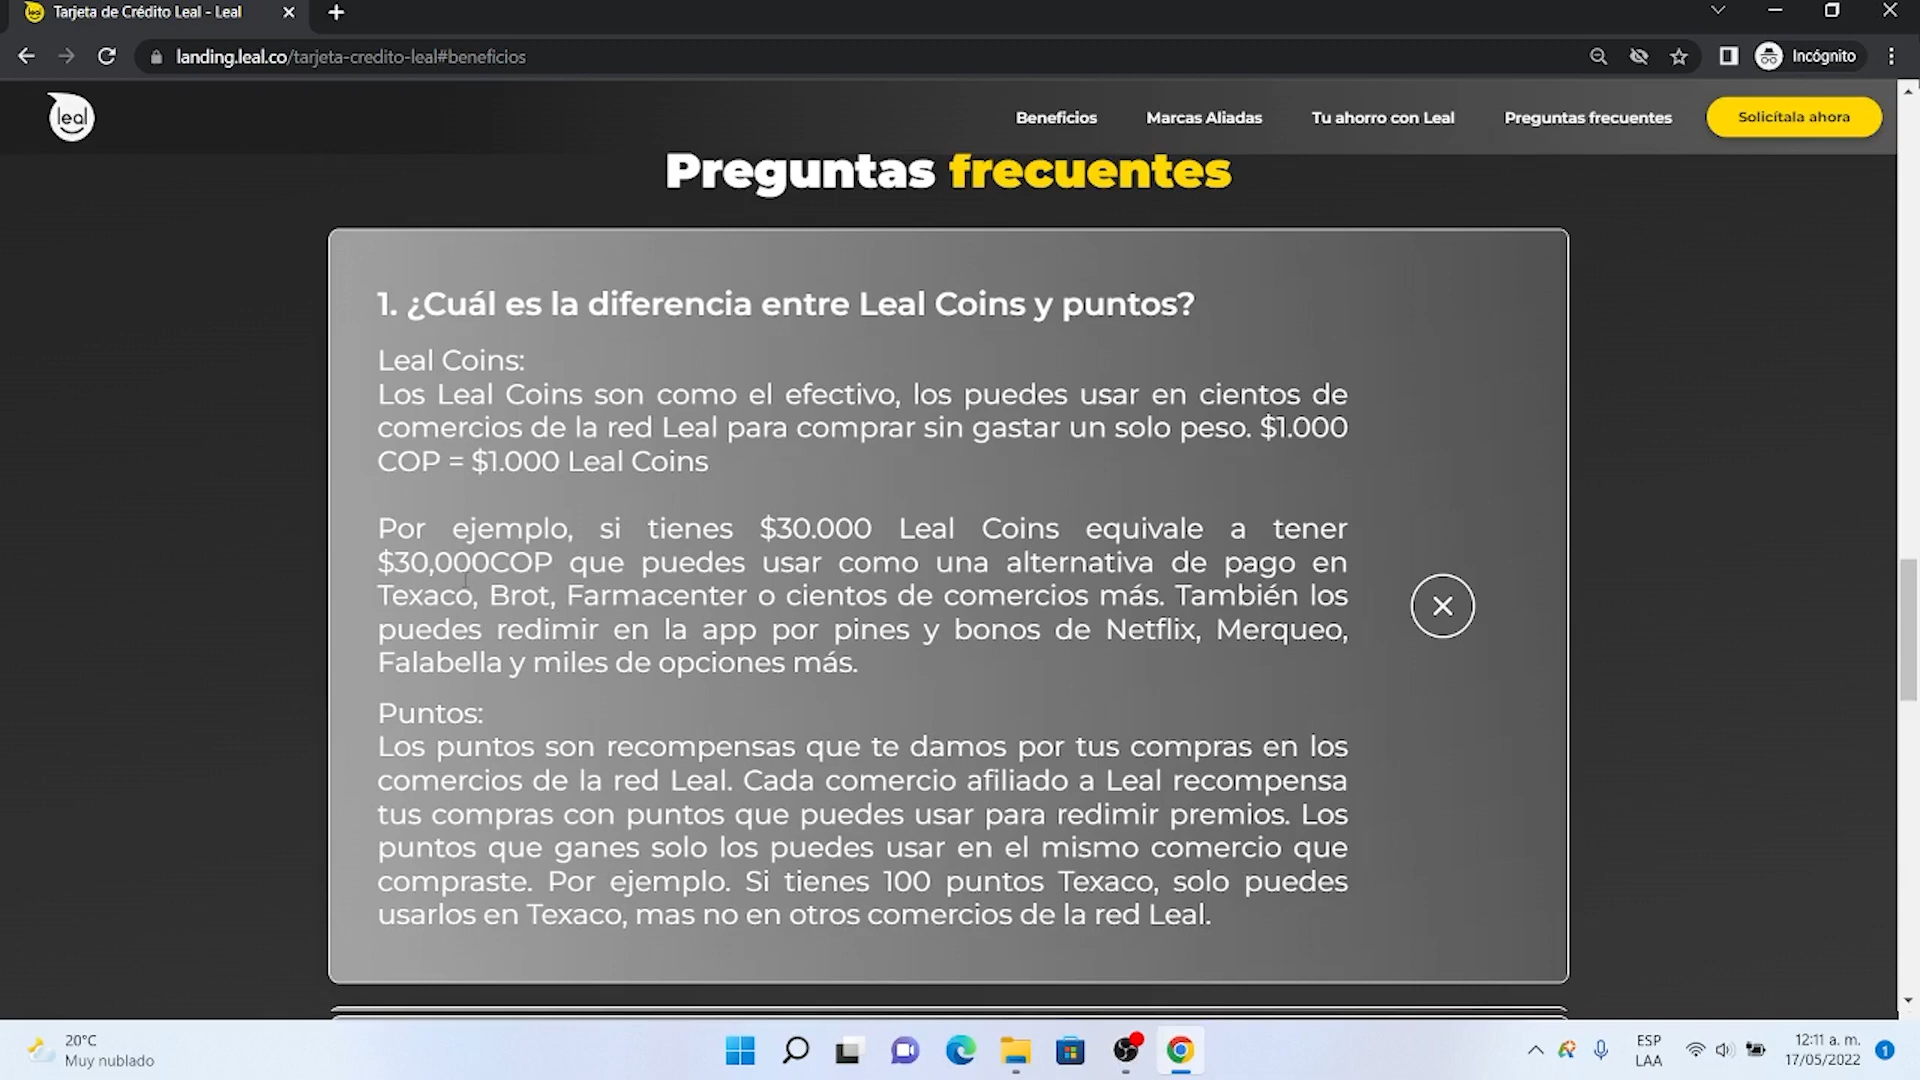 Tarjeta de Crédito Leal - Leal
landing.leal.co/tarjeta-credito-leal#beneficios
Incógnito
leal
Beneficios
Marcas Aliadas
Tu ahorro con Leal
Preguntas frecuentes
Solicítala ahora
Preguntas frecuentes
1. ¿Cuál es la diferencia entre Leal Coins y puntos?
Leal Coins:
Los Leal Coins son como el efectivo, los puedes usar en cientos de
comercios de la red Leal para comprar sin gastar un solo peso. $1.000
COP = $1.000 Leal Coins
Por ejemplo, si tienes $30.000 Leal Coins equivale a tener
$30,000COP que puedes usar como una alternativa de pago en
Texaco, Brot, Farmacenter o cientos de comercios más. También los
puedes redimir en la app por pines y bonos de Netflix, Merqueo,
Falabella y miles de opciones más.
Puntos:
Los puntos son recompensas que te damos por tus compras en los
comercios de la red Leal. Cada comercio afiliado a Leal recompensa
tus compras con puntos que puedes usar para redimir premios. Los
puntos que ganes solo los puedes usar en el mismo comercio que
compraste. Por ejemplo. Si tienes 100 puntos Texaco, solo puedes
usarlos en Texaco, mas no en otros comercios de la red Leal.
20°C
Muy nublado
ESP
LAA
12:11 a. m.
17/05/2022
1